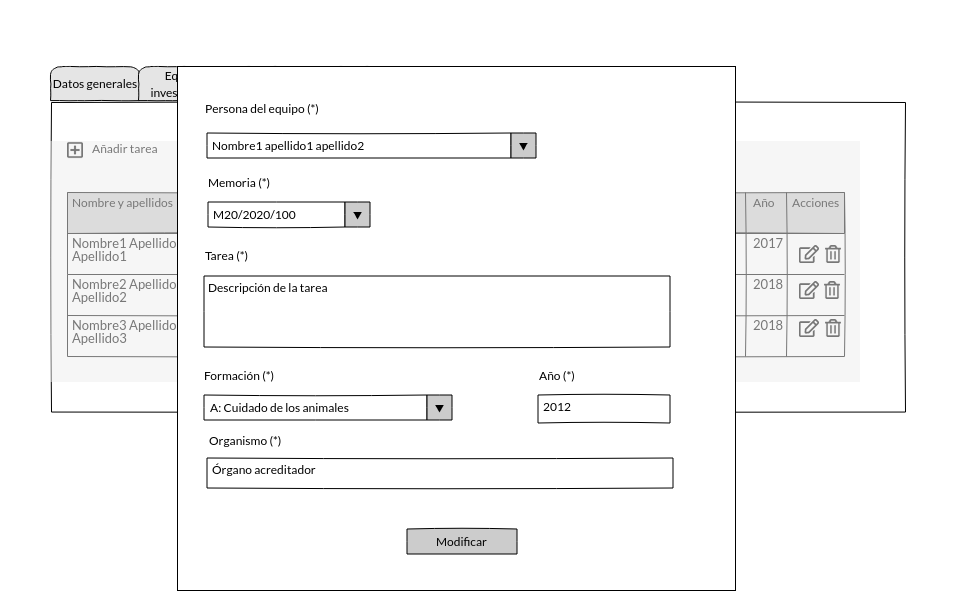 Datos generales
Eq
inves
Persona del equipo (*)
Nombre1 apellido1 apellido2
Añadir tarea
Memoria (*)
M20/2020/100
Nombre y apellidos
Año
Acciones
Nombre1 Apellido
Apellido1
2017
Tarea (*)
Descripción de la tarea
Nombre2 Apellido
Apellido2
2018
Nombre3 Apellido
Apellido3
2018
Formación (*)
Año (*)
A: Cuidado de los animales
2012
Organismo (*)
Órgano acreditador
Modificar